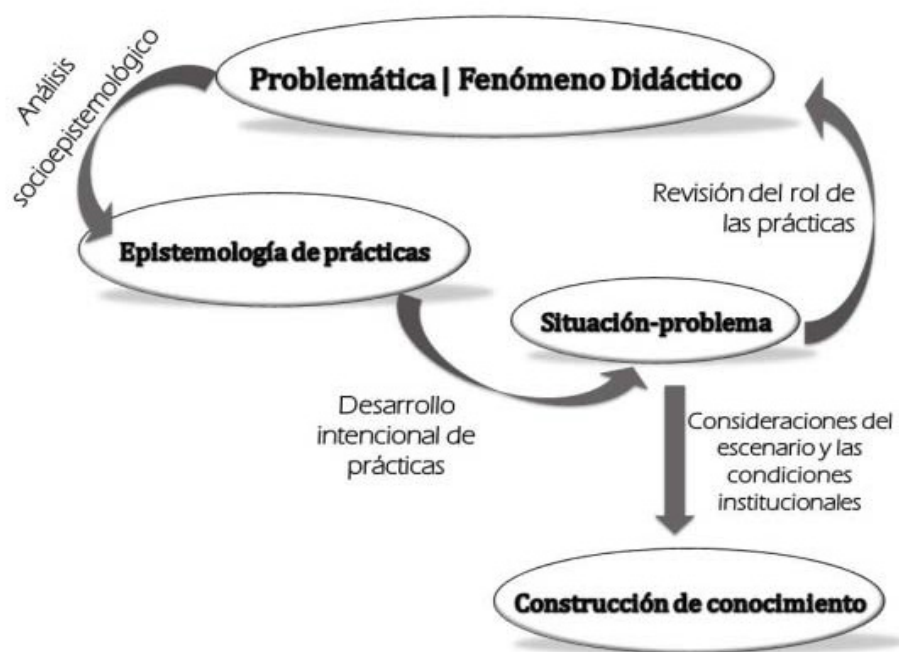 Análisis
socioepistemológico
Problemática | Fenómeno Didáctico
Revisión del rol de
las prácticas
Epistemología de prácticas
Situación-problema
Desarrollo
intencional de
prácticas
Consideraciones del
escenario y las
condiciones
institucionales
Construcción de conocimiento